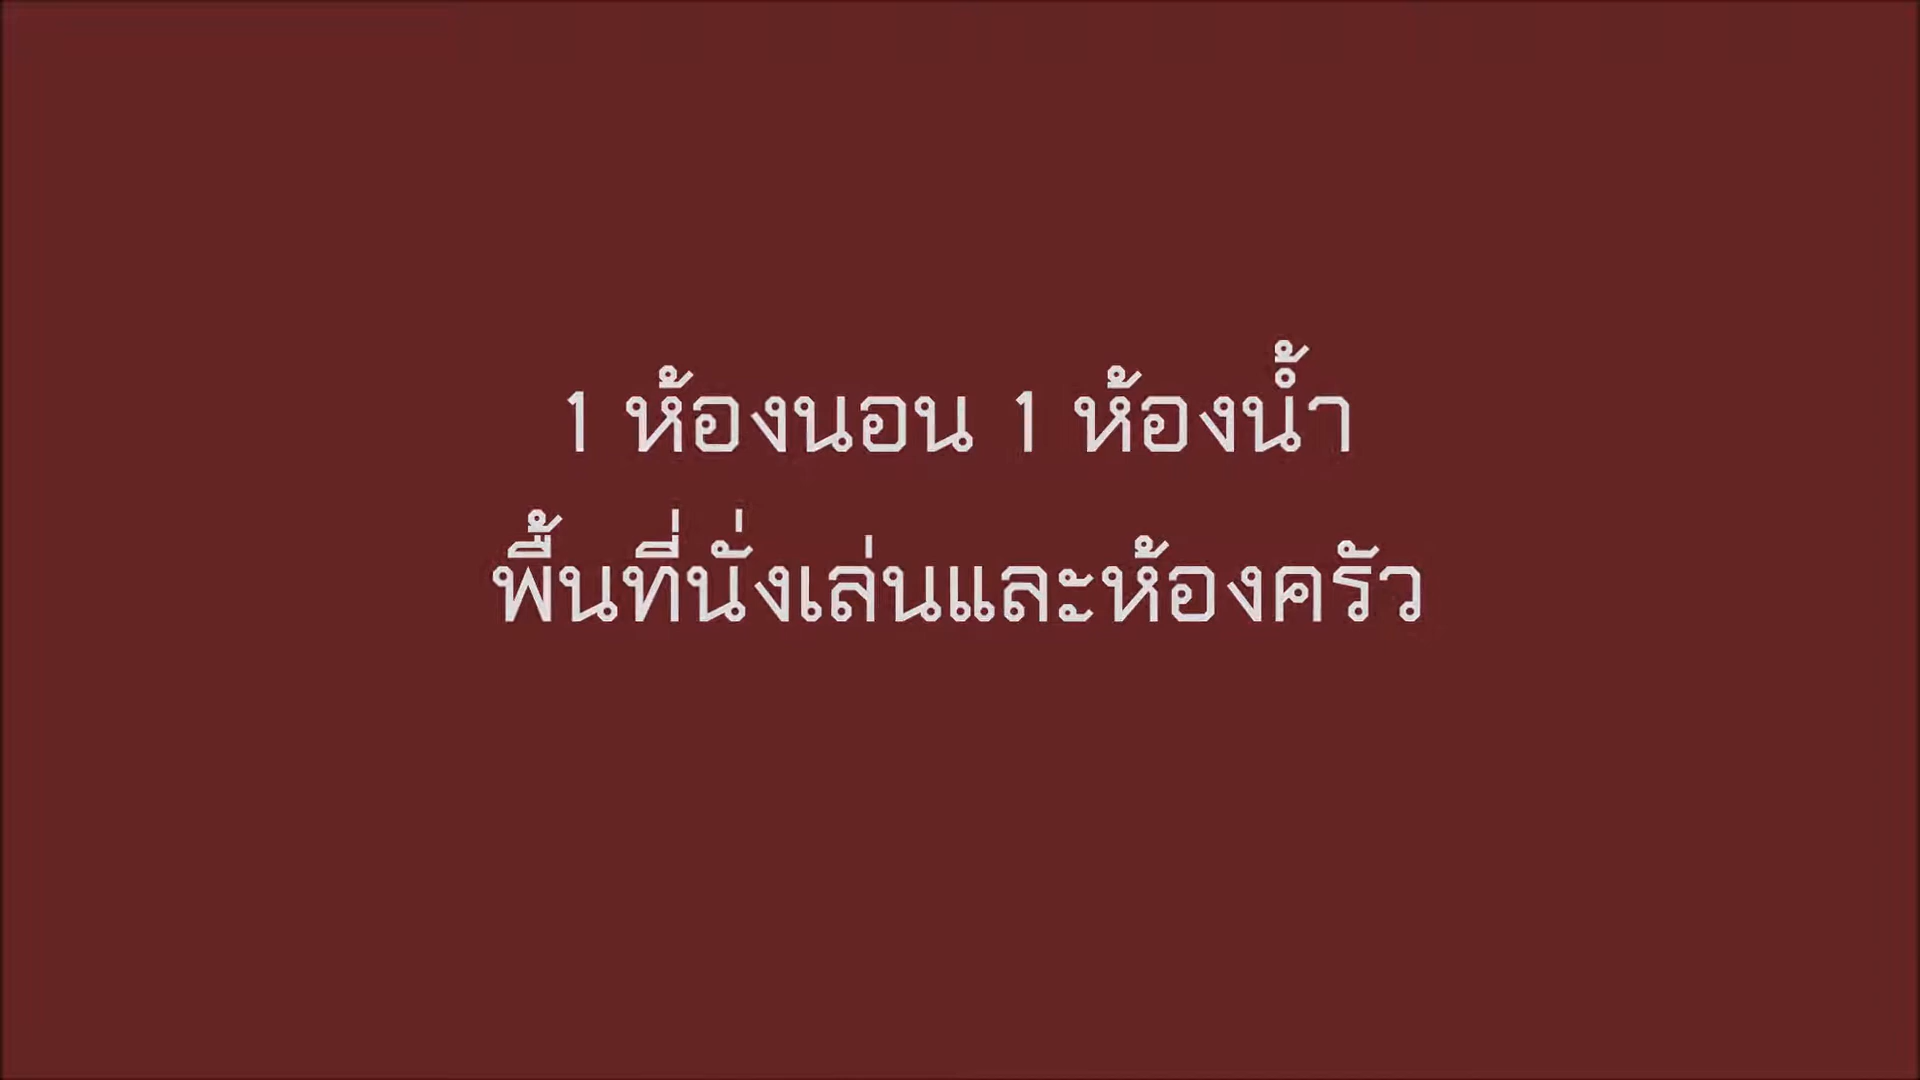 1 ห้องนอน 1 ห้องน้ำ
พื้นที่นั่งเล่นและห้องครัว